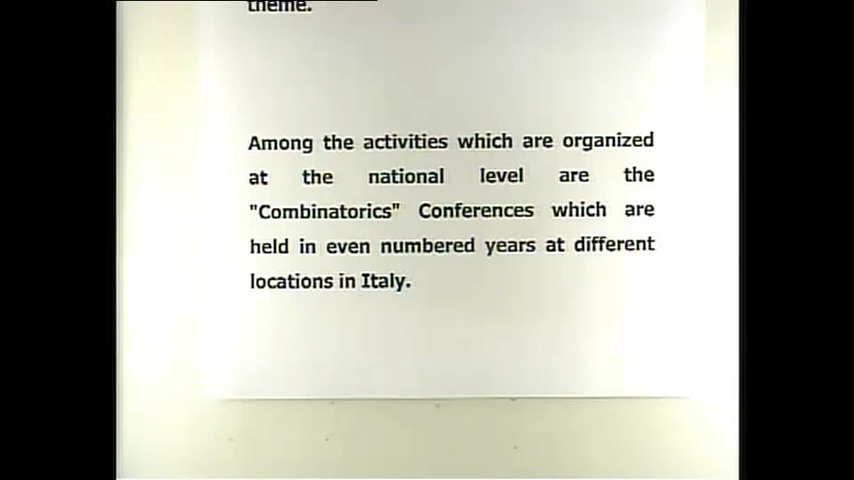 theme.
Among the activities which are organized
at the national level are the
"Combinatorics" Conferences which are
held in even numbered years at different
locations in Italy.